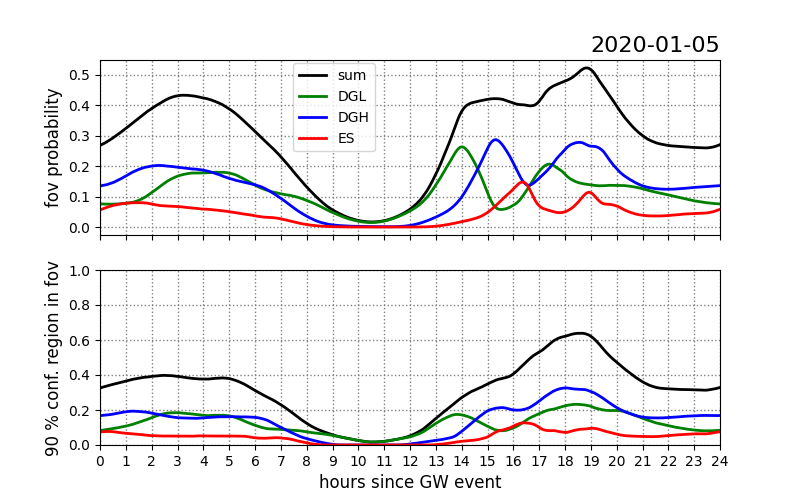 2020-01-05
fov probability
0.5
0.4
0.3
0.2
0.1
0.0
sum
DGL
DGH
ES
90 % conf. region in fov
1.0
0.8
0.6
0.4
0.2
0.0
0 1 2 3 4 5 6 7 8 9 10 11 12 13 14 15 16 17 18 19 20 21 22 23 24
hours since GW event